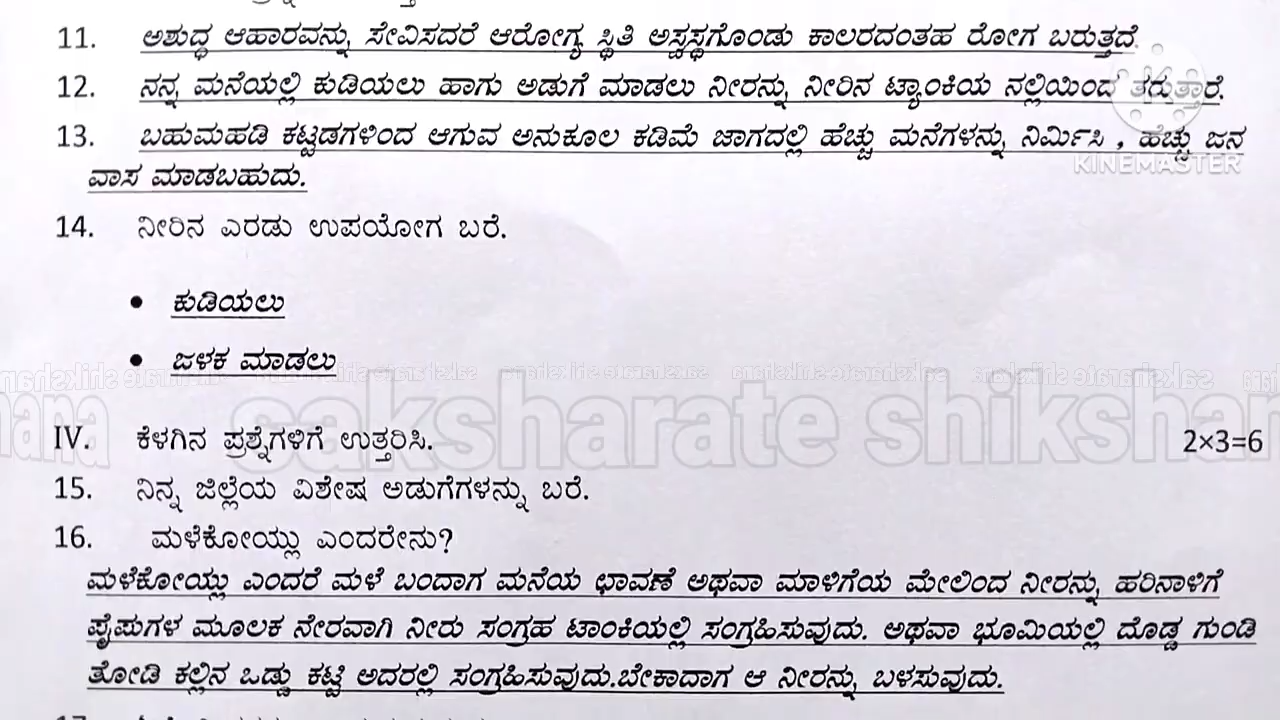 11. ಅಶುದ್ಧ ಆಹಾರವನ್ನು ಸೇವಿಸದರೆ ಆರೋಗ್ಯ ಸ್ಥಿತಿ ಅಸ್ವಸ್ಥಗೊಂಡು ಕಾಲರದಂತಹ ರೋಗ ಬರುತ್ತದೆ.
12. ನನ್ನ ಮನೆಯಲ್ಲಿ ಕುಡಿಯಲು ಹಾಗು ಅಡುಗೆ ಮಾಡಲು ನೀರನ್ನು ನೀರಿನ ಟ್ಯಾಂಕಿಯ ನಲ್ಲಿಯಿಂದ ತರುತ್ತಾರೆ.
13. ಬಹುಮಹಡಿ ಕಟ್ಟಡಗಳಿಂದ ಆಗುವ ಅನುಕೂಲ ಕಡಿಮೆ ಜಾಗದಲ್ಲಿ ಹೆಚ್ಚು ಮನೆಗಳನ್ನು ನಿರ್ಮಿಸಿ , ಹೆಚ್ಚು ಜನ
KINEMASTER
ವಾಸ ಮಾಡಬಹುದು.
14. ನೀರಿನ ಎರಡು ಉಪಯೋಗ ಬರೆ.
• ಕುಡಿಯಲು
• ಜಳಕ ಮಾಡಲು
saksharate shikshana
IV. ಕೆಳಗಿನ ಪ್ರಶ್ನೆಗಳಿಗೆ ಉತ್ತರಿಸಿ. 2×3=6
15. ನಿನ್ನ ಜಿಲ್ಲೆಯ ವಿಶೇಷ ಅಡುಗೆಗಳನ್ನು ಬರೆ.
16. ಮಳೆಕೋಯ್ಲು ಎಂದರೇನು?
ಮಳೆಕೋಯ್ಲು ಎಂದರೆ ಮಳೆ ಬಂದಾಗ ಮನೆಯ ಛಾವಣಿ ಅಥವಾ ಮಾಳಿಗೆಯ ಮೇಲಿಂದ ನೀರನ್ನು ಹರಿನಾಳಿಗೆ
ಪೈಪುಗಳ ಮೂಲಕ ನೇರವಾಗಿ ನೀರು ಸಂಗ್ರಹ ಟಾಂಕಿಯಲ್ಲಿ ಸಂಗ್ರಹಿಸುವುದು. ಅಥವಾ ಭೂಮಿಯಲ್ಲಿ ದೊಡ್ಡ ಗುಂಡಿ
ತೋಡಿ ಕಲ್ಲಿನ ಒಡ್ಡು ಕಟ್ಟಿ ಅದರಲ್ಲಿ ಸಂಗ್ರಹಿಸುವುದು.ಬೇಕಾದಾಗ ಆ ನೀರನ್ನು ಬಳಸುವುದು.